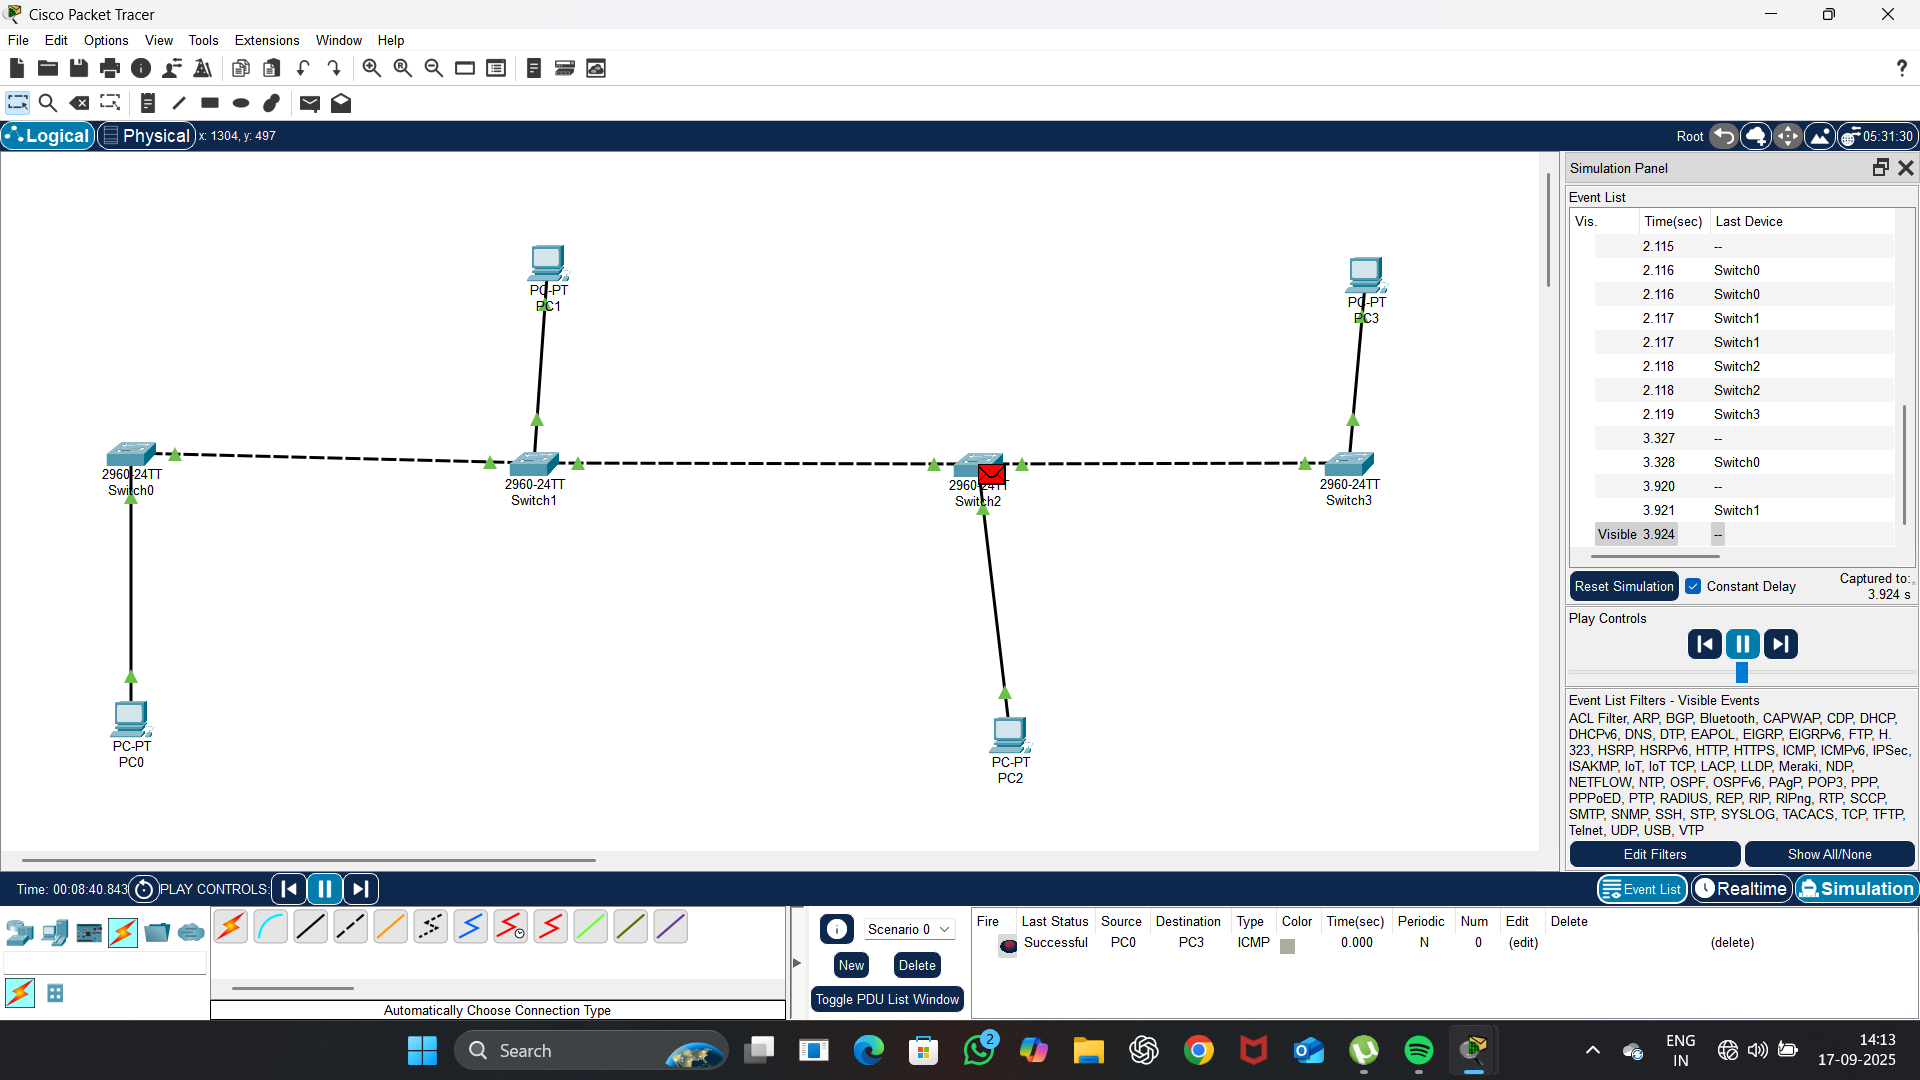 Cisco Packet Tracer
File Edit Options View Tools Extensions Window Help
?
Logical Physical x: 1304, y: 497 Root 05:31:30
Simulation Panel
Event List
Vis. Time(sec) Last Device
2.115 --
2.116 Switch0
2.116 Switch0
2.117 Switch1
2.117 Switch1
2.118 Switch2
2.118 Switch2
2.119 Switch3
3.327 --
3.328 Switch0
3.920 --
3.921 Switch1
Visible 3.924 --
Reset Simulation Constant Delay Captured to:
3.924 s
Play Controls
Event List Filters - Visible Events
ACL Filter, ARP, BGP, Bluetooth, CAPWAP, CDP, DHCP,
DHCPv6, DNS, DTP, EAPOL, EIGRP, EIGRPv6, FTP, H.
323, HSRP, HSRPv6, HTTP, HTTPS, ICMP, ICMPv6, IPSec,
ISAKMP, IoT, IoT TCP, LACP, LLDP, Meraki, NDP,
NETFLOW, NTP, OSPF, OSPFv6, PAgP, POP3, PPP,
PPPoED, PTP, RADIUS, REP, RIP, RIPng, RTP, SCCP,
SMTP, SNMP, SSH, STP, SYSLOG, TACACS, TCP, TFTP,
Telnet, UDP, USB, VTP
Edit Filters Show All/None
PC-PT
PC1
PC-PT
PC3
2960-24TT
Switch0
2960-24TT
Switch1
2960-24TT
Switch2
2960-24TT
Switch3
PC-PT
PC0
PC-PT
PC2
Time: 00:08:40.843 PLAY CONTROLS: Event List Realtime Simulation
Scenario 0
New Delete
Toggle PDU List Window
Fire Last Status Source Destination Type Color Time(sec) Periodic Num Edit Delete
Successful PC0 PC3 ICMP 0.000 N 0 (edit) (delete)
Automatically Choose Connection Type
Search 2 ENG
IN 14:13
17-09-2025